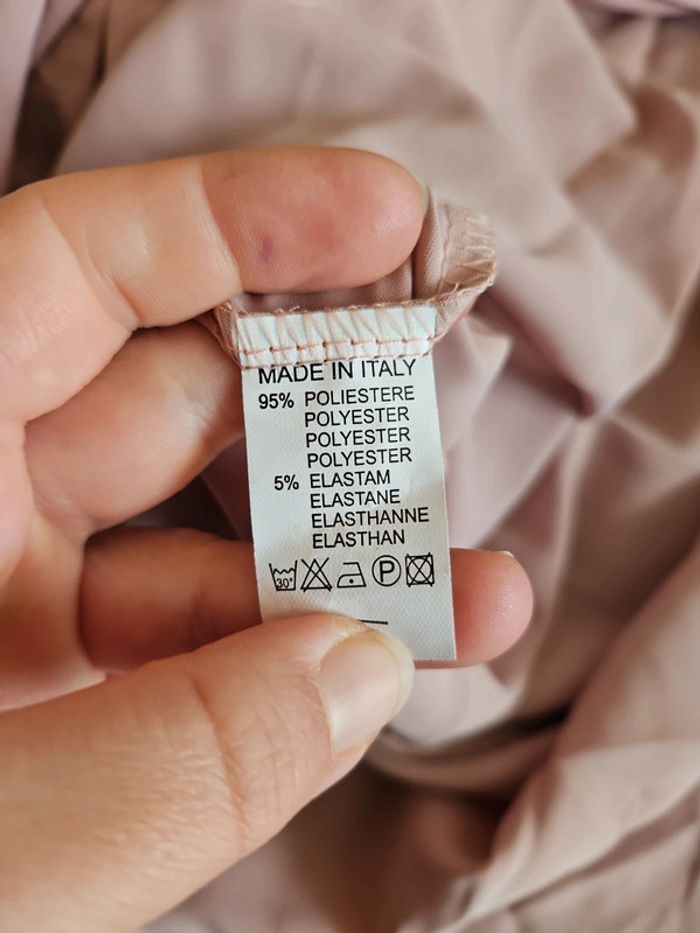 MADE IN ITALY
95% POLIESTERE
POLYESTER
POLYESTER
POLYESTER
5% ELASTAM
ELASTANE
ELASTHANNE
ELASTHAN
30° P